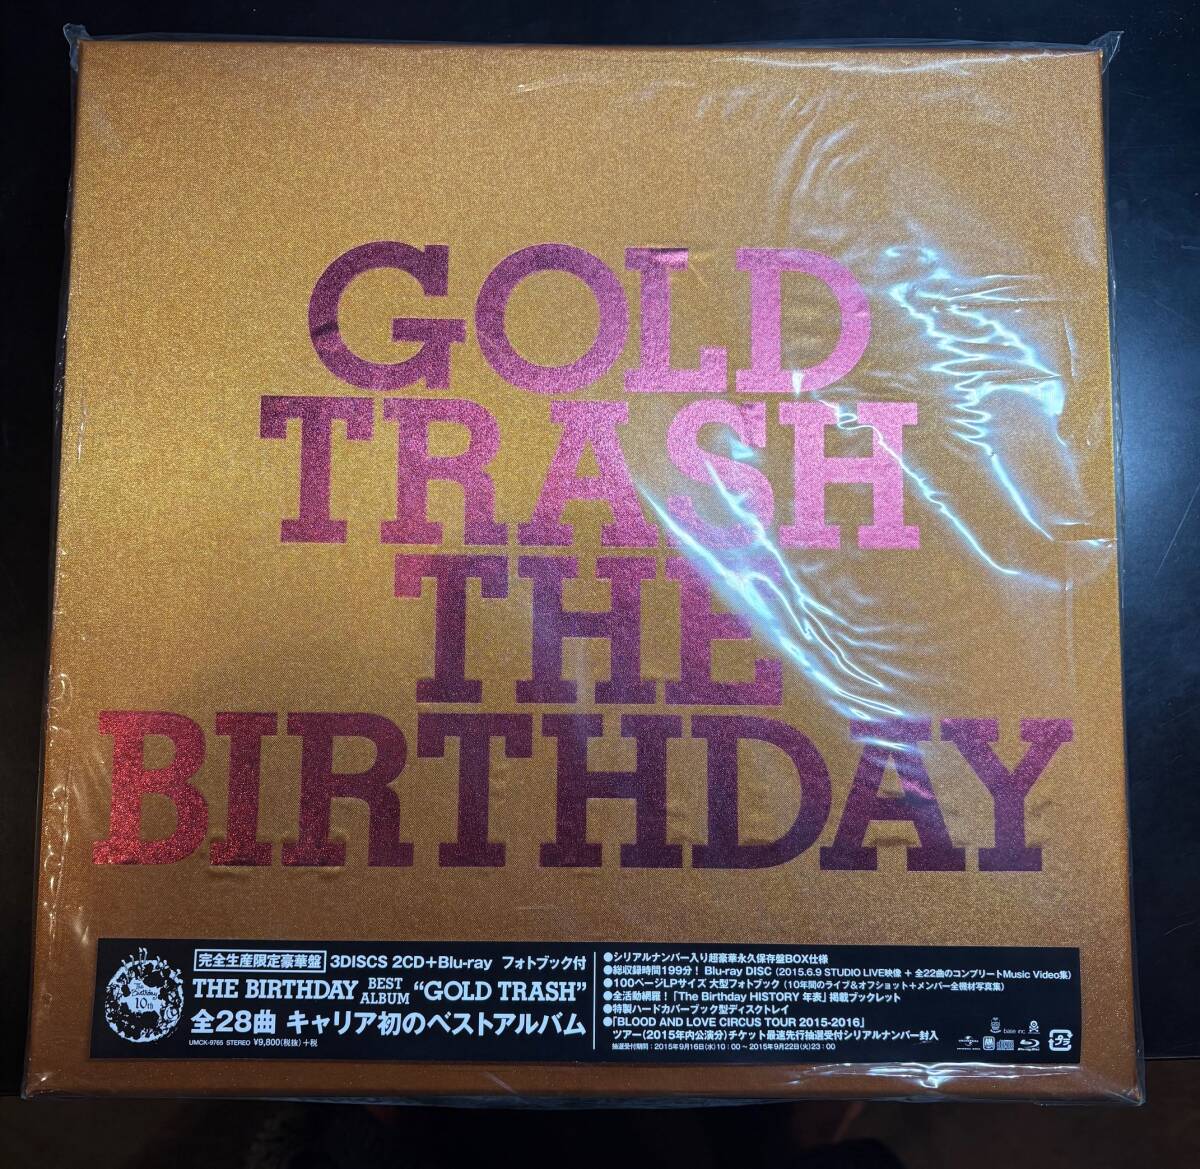 GOLD
TRASH
THE
BIRTHDAY
The Birthday
10th
完全生産限定豪華盤 3DISCS 2CD+Blu-ray フォトブック付
THE BIRTHDAY BEST ALBUM "GOLD TRASH"
全28曲 キャリア初のベストアルバム
UMCK-9765 STEREO ¥9,800(税抜)+税
●シリアルナンバー入り超豪華永久保存盤BOX仕様
●総収録時間199分！ Blu-ray DISC（2015.6.9 STUDIO LIVE映像 + 全22曲のコンプリートMusic Video集）
●100ページLPサイズ 大型フォトブック（10年間のライブ＆オフショット+メンバー全機材写真集）
●全活動網羅！「The Birthday HISTORY 年表」掲載ブックレット
●特製ハードカバーブック型ディスクトレイ
●「BLOOD AND LOVE CIRCUS TOUR 2015-2016」
ツアー（2015年内公演分）チケット最速先行抽選受付シリアルナンバー封入
抽選受付期間：2015年9月16日(水)10：00～2015年9月22日(火)23：00
base inc.